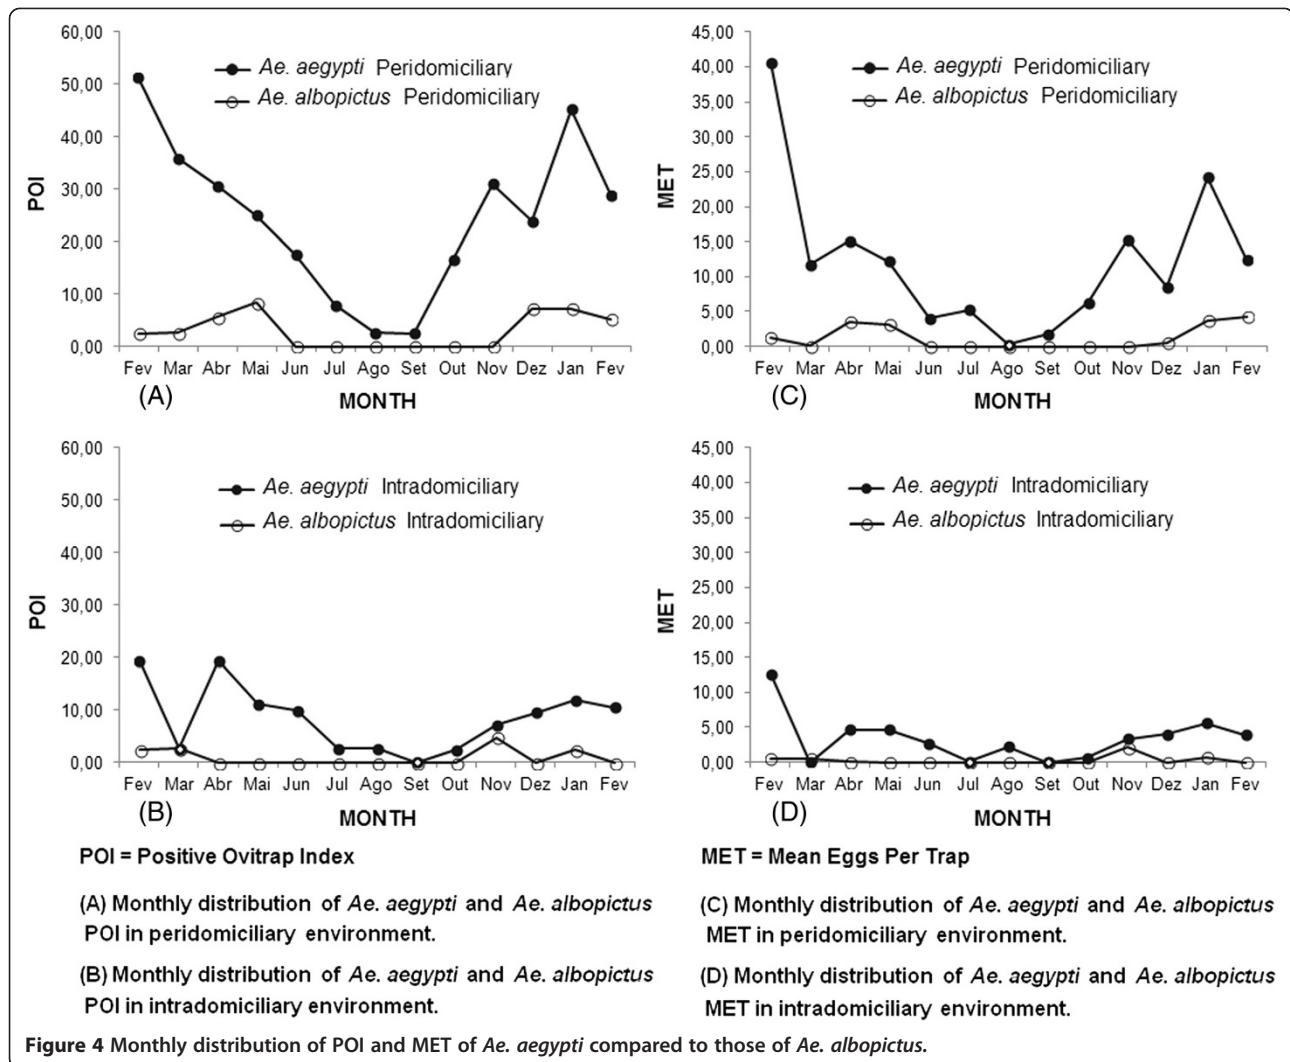 60,00
50,00
40,00
30,00
20,00
10,00
0,00
POI
Ae. aegypti Peridomiciliary
Ae. albopictus Peridomiciliary
Fev Mar Abr Mai Jun Jul Ago Set Out Nov Dez Jan Fev
(A) MONTH
45,00
40,00
35,00
30,00
25,00
20,00
15,00
10,00
5,00
0,00
MET
Ae. aegypti Peridomiciliary
Ae. albopictus Peridomiciliary
Fev Mar Abr Mai Jun Jul Ago Set Out Nov Dez Jan Fev
(C) MONTH
60,00
50,00
40,00
30,00
20,00
10,00
0,00
POI
Ae. aegypti Intradomiciliary
Ae. albopictus Intradomiciliary
Fev Mar Abr Mai Jun Jul Ago Set Out Nov Dez Jan Fev
(B) MONTH
45,00
40,00
35,00
30,00
25,00
20,00
15,00
10,00
5,00
0,00
MET
Ae. aegypti Intradomiciliary
Ae. albopictus Intradomiciliary
Fev Mar Abr Mai Jun Jul Ago Set Out Nov Dez Jan Fev
(D) MONTH
POI = Positive Ovitrap Index
(A) Monthly distribution of Ae. aegypti and Ae. albopictus
POI in peridomiciliary environment.
(B) Monthly distribution of Ae. aegypti and Ae. albopictus
POI in intradomiciliary environment.
MET = Mean Eggs Per Trap
(C) Monthly distribution of Ae. aegypti and Ae. albopictus
MET in peridomiciliary environment.
(D) Monthly distribution of Ae. aegypti and Ae. albopictus
MET in intradomiciliary environment.
Figure 4 Monthly distribution of POI and MET of Ae. aegypti compared to those of Ae. albopictus.